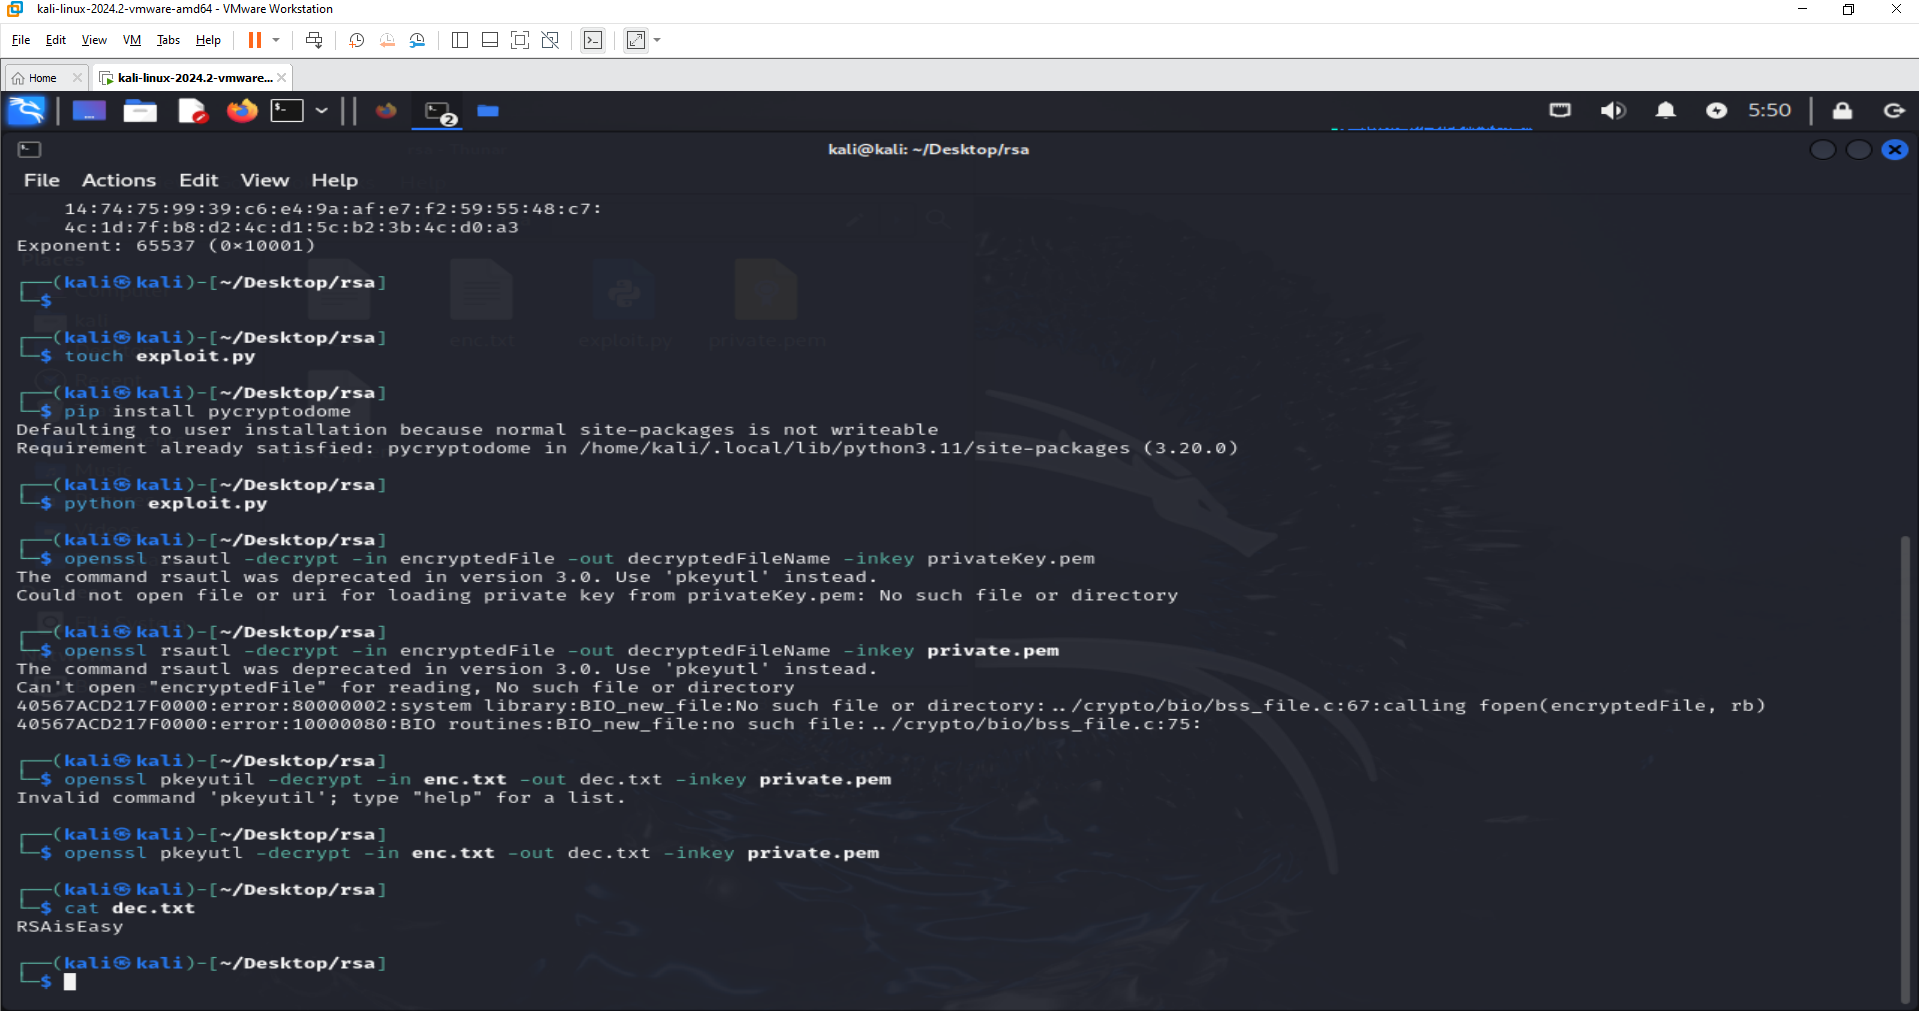 kali-linux-2024.2-vmware-amd64 - VMware Workstation
File Edit View VM Tabs Help
Home kali-linux-2024.2-vmware...
2 5:50
kali@kali: ~/Desktop/rsa
File Actions Edit View Help
14:74:75:99:39:c6:e4:9a:af:e7:f2:59:55:48:c7:
4c:1d:7f:b8:d2:4c:d1:5c:b2:3b:4c:d0:a3
Exponent: 65537 (0×10001)
┌──(kali㉿kali)-[~/Desktop/rsa]
└─$
┌──(kali㉿kali)-[~/Desktop/rsa]
└─$ touch exploit.py
┌──(kali㉿kali)-[~/Desktop/rsa]
└─$ pip install pycryptodome
Defaulting to user installation because normal site-packages is not writeable
Requirement already satisfied: pycryptodome in /home/kali/.local/lib/python3.11/site-packages (3.20.0)
┌──(kali㉿kali)-[~/Desktop/rsa]
└─$ python exploit.py
┌──(kali㉿kali)-[~/Desktop/rsa]
└─$ openssl rsautl -decrypt -in encryptedFile -out decryptedFileName -inkey privateKey.pem
The command rsautl was deprecated in version 3.0. Use 'pkeyutl' instead.
Could not open file or uri for loading private key from privateKey.pem: No such file or directory
┌──(kali㉿kali)-[~/Desktop/rsa]
└─$ openssl rsautl -decrypt -in encryptedFile -out decryptedFileName -inkey private.pem
The command rsautl was deprecated in version 3.0. Use 'pkeyutl' instead.
Can't open "encryptedFile" for reading, No such file or directory
40567ACD217F0000:error:80000002:system library:BIO_new_file:No such file or directory:../crypto/bio/bss_file.c:67:calling fopen(encryptedFile, rb)
40567ACD217F0000:error:10000080:BIO routines:BIO_new_file:no such file:../crypto/bio/bss_file.c:75:
┌──(kali㉿kali)-[~/Desktop/rsa]
└─$ openssl pkeyutil -decrypt -in enc.txt -out dec.txt -inkey private.pem
Invalid command 'pkeyutil'; type "help" for a list.
┌──(kali㉿kali)-[~/Desktop/rsa]
└─$ openssl pkeyutl -decrypt -in enc.txt -out dec.txt -inkey private.pem
┌──(kali㉿kali)-[~/Desktop/rsa]
└─$ cat dec.txt
RSAisEasy
┌──(kali㉿kali)-[~/Desktop/rsa]
└─$